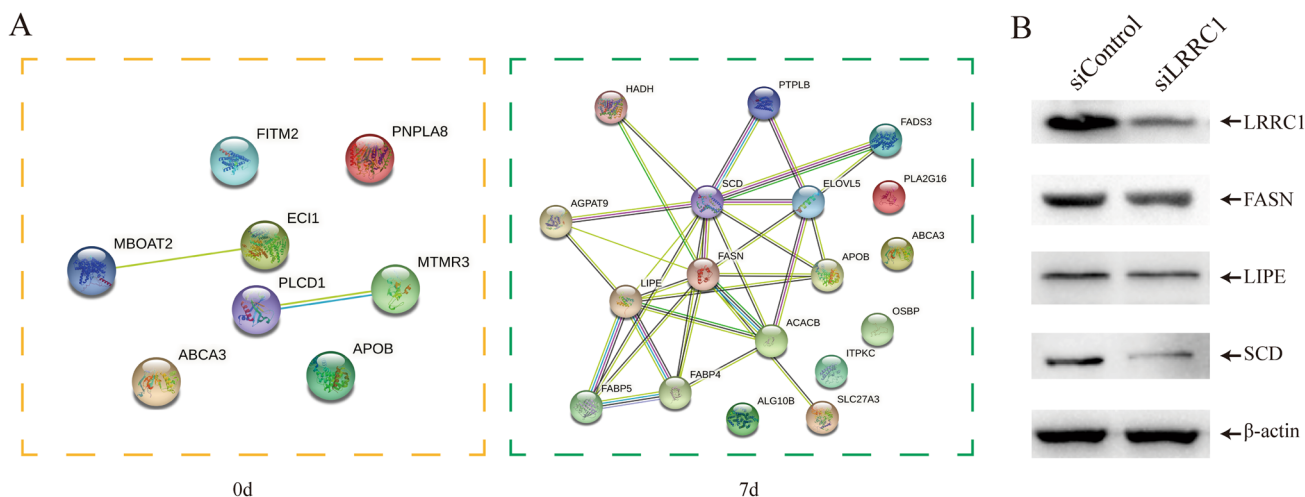 A
FITM2
PNPLA8
ECI1
MBOAT2
MTMR3
PLCD1
ABCA3
APOB
0d
HADH
PTPLB
FADS3
SCD
ELOVL5
PLA2G16
AGPAT9
ABCA3
FASN
APOB
LIPE
OSBP
ACACB
ITPKC
FABP4
FABP5
SLC27A3
ALG10B
7d
B
siControl
siLRRC1
LRRC1
FASN
LIPE
SCD
β-actin